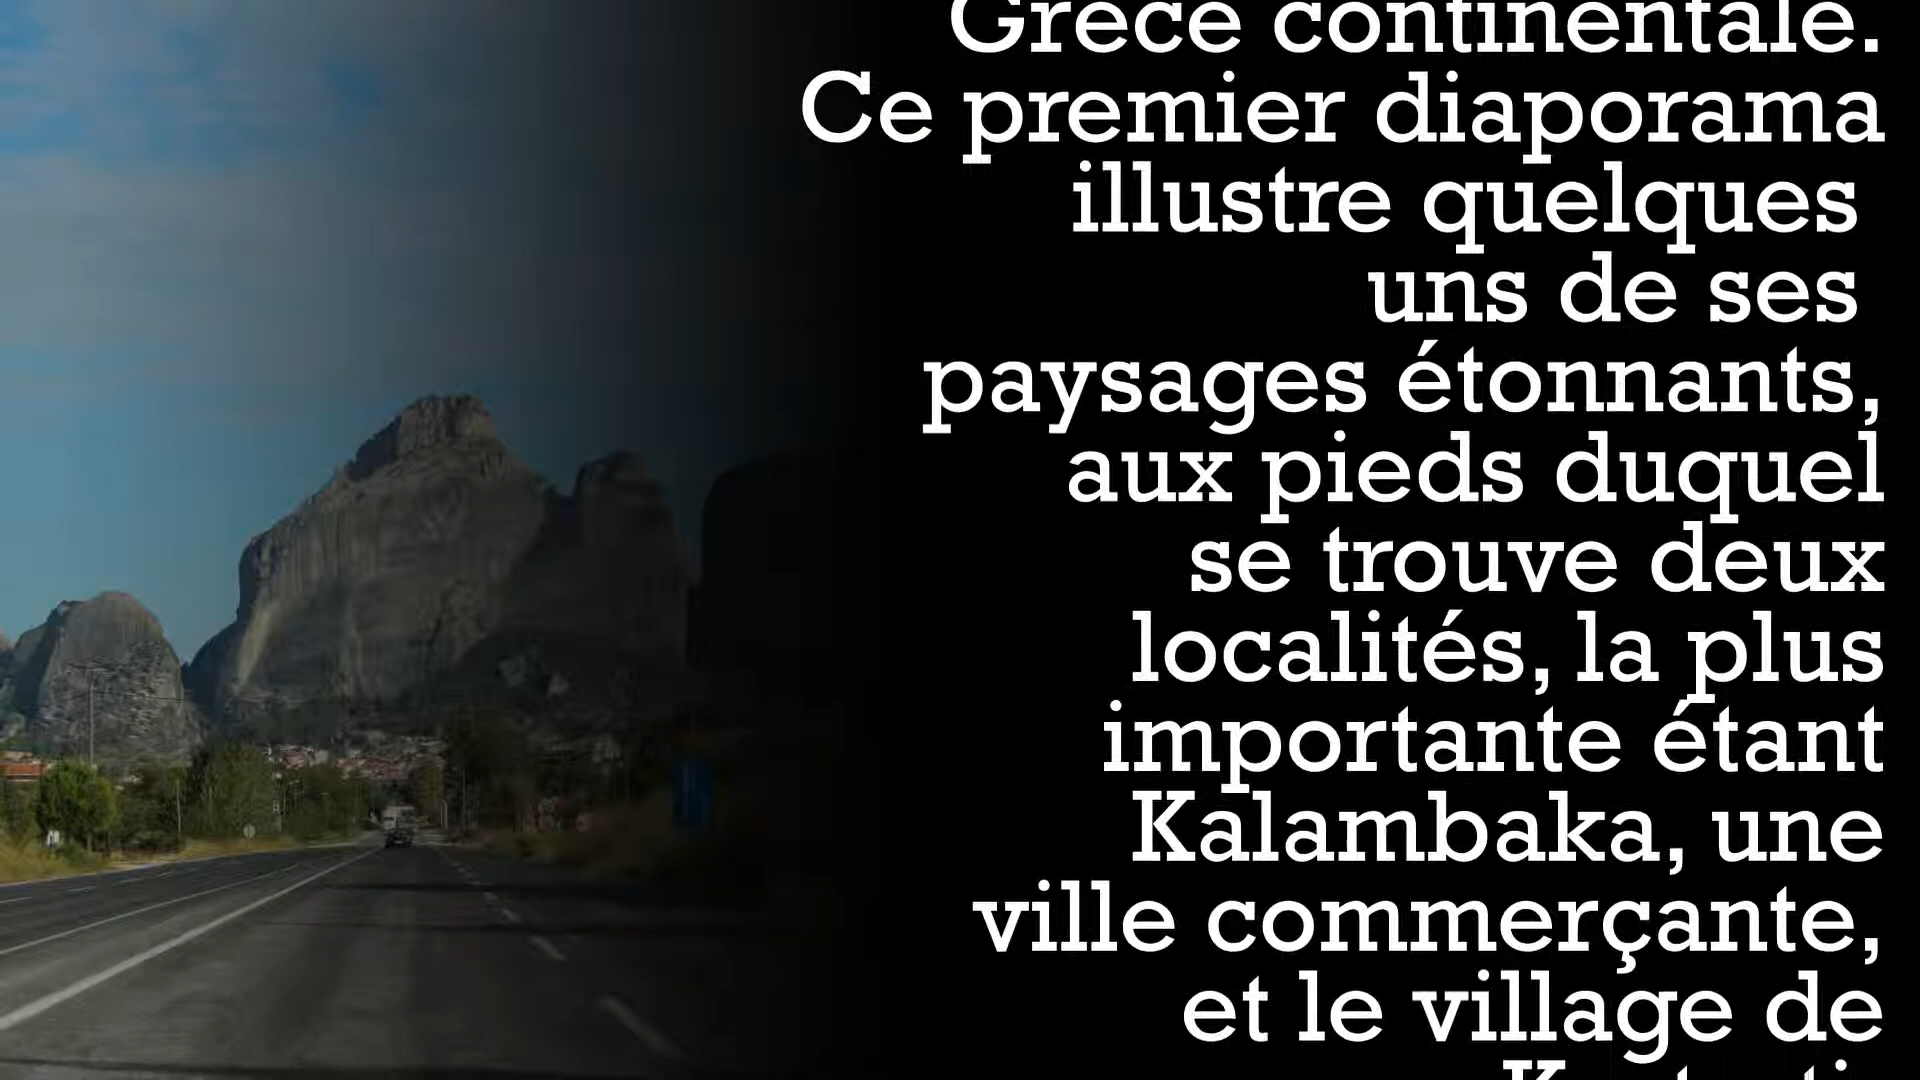 Grèce continentale.
Ce premier diaporama
illustre quelques
uns de ses
paysages étonnants,
aux pieds duquel
se trouve deux
localités, la plus
importante étant
Kalambaka, une
ville commerçante,
et le village de